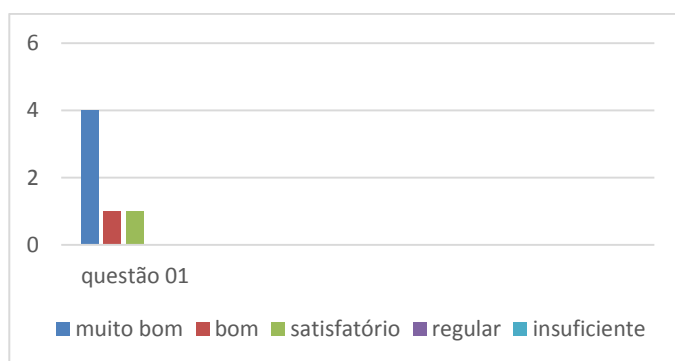 6
4
2
0
questão 01
muito bom bom satisfatório regular insuficiente